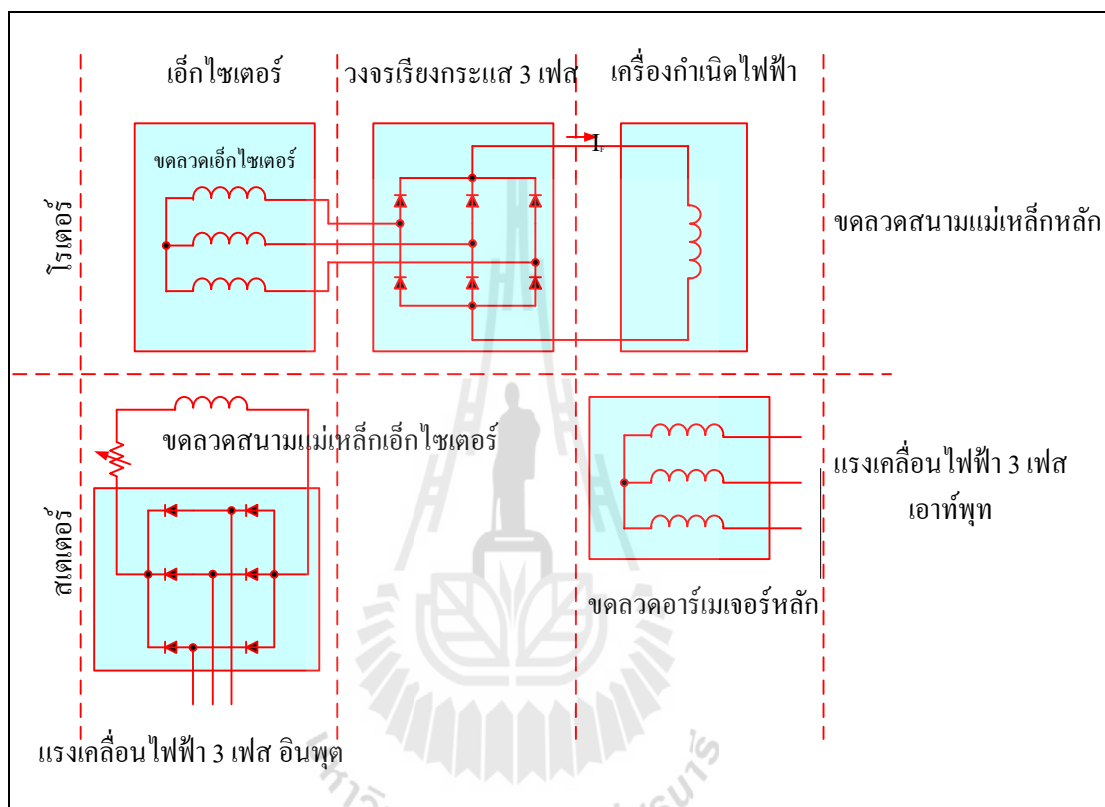 เอ็กไซเตอร์
วงจรเรียงกระแส 3 เฟส
เครื่องกำเนิดไฟฟ้า
ขดลวดเอ็กไซเตอร์
I
โรเตอร์
ขดลวดสนามแม่เหล็กหลัก
ขดลวดสนามแม่เหล็กเอ็กไซเตอร์
สเตเตอร์
แรงเคลื่อนไฟฟ้า 3 เฟส
เอาท์พุท
ขดลวดอาร์เมเจอร์หลัก
แรงเคลื่อนไฟฟ้า 3 เฟส อินพุต